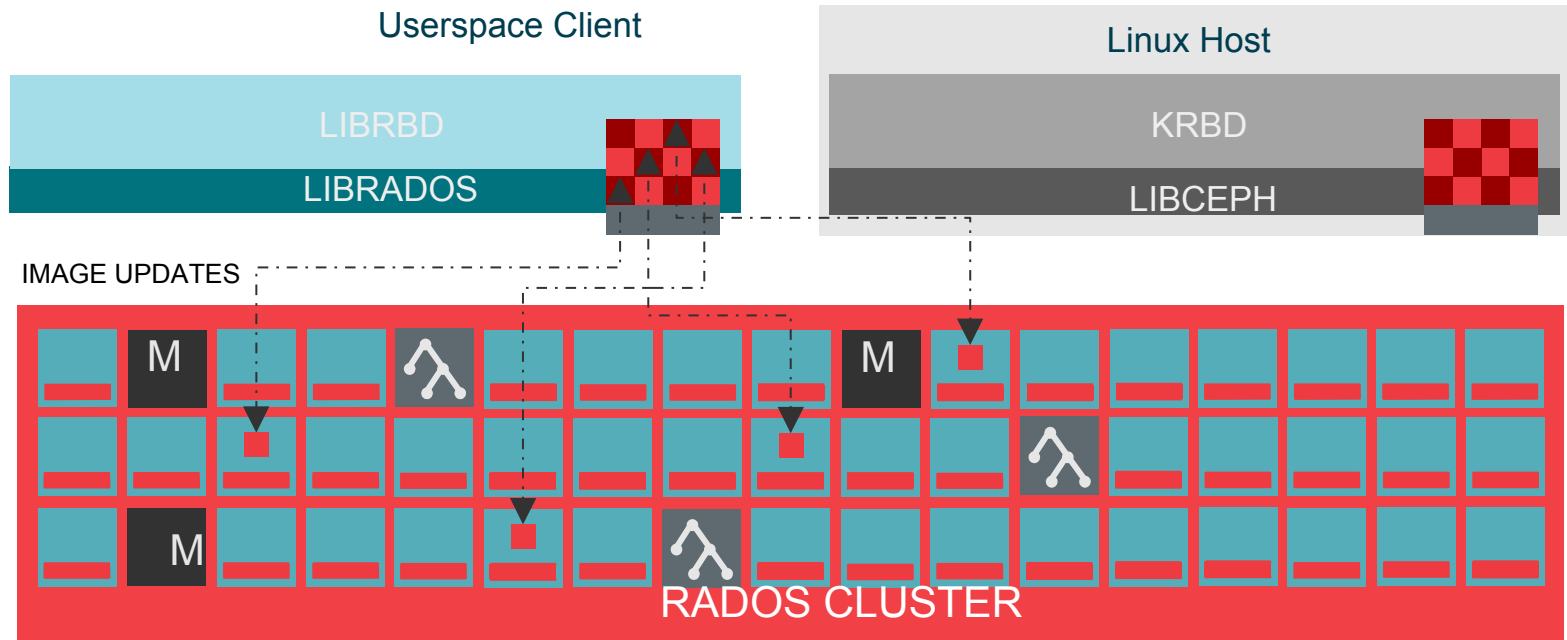 Userspace Client
Linux Host
LIBRBD
KRBD
LIBRADOS
LIBCEPH
IMAGE UPDATES
M
M
M
RADOS CLUSTER